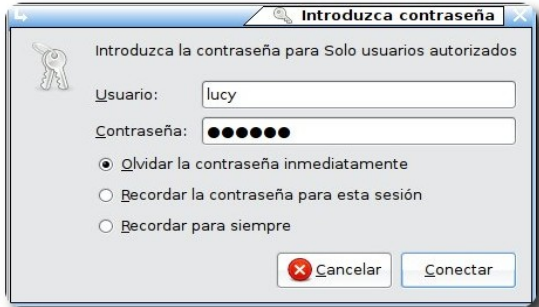 Introduzca contraseña
Introduzca la contraseña para Solo usuarios autorizados
Usuario: lucy
Contraseña: ●●●●●●
Olvidar la contraseña inmediatamente
Recordar la contraseña para esta sesión
Recordar para siempre
Cancelar Conectar